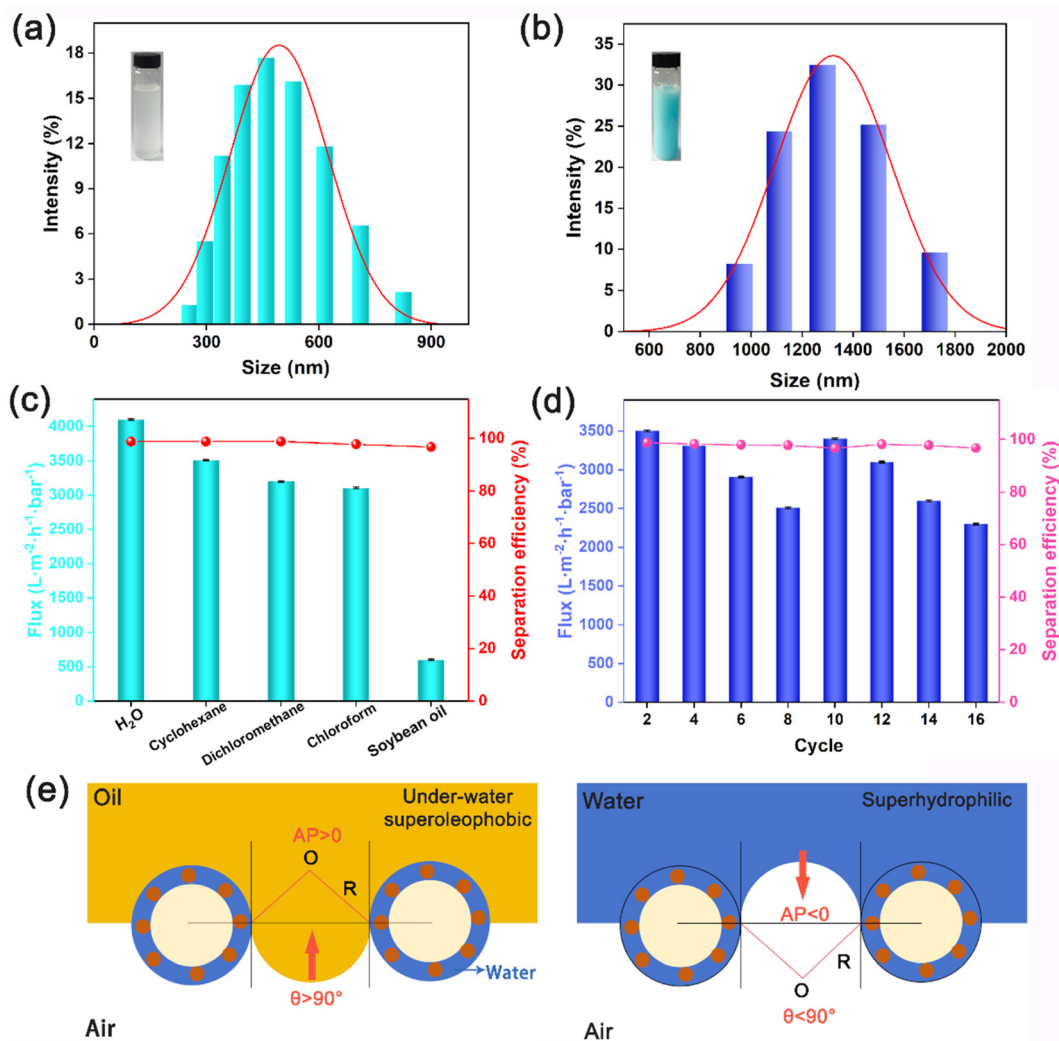 (a)
18
15
12
9
6
3
0
Intensity (%)
0 300 600 900
Size (nm)
(b)
35
30
25
20
15
10
5
0
Intensity (%)
600 800 1000 1200 1400 1600 1800 2000
Size (nm)
(c)
4000
3500
3000
2500
2000
1500
1000
500
0
Flux (L·m⁻²·h⁻¹·bar⁻¹)
100
80
60
40
20
0
Separation efficiency (%)
H₂O
Cyclohexane
Dichloromethane
Chloroform
Soybean oil
(d)
3500
3000
2500
2000
1500
1000
500
0
Flux (L·m⁻²·h⁻¹·bar⁻¹)
100
80
60
40
20
0
Separation efficiency (%)
2 4 6 8 10 12 14 16
Cycle
(e)
Oil
Under-water
superoleophobic
AP>0
O
R
Water
θ>90°
Air
Water
Superhydrophilic
AP<0
R
O
θ<90°
Air